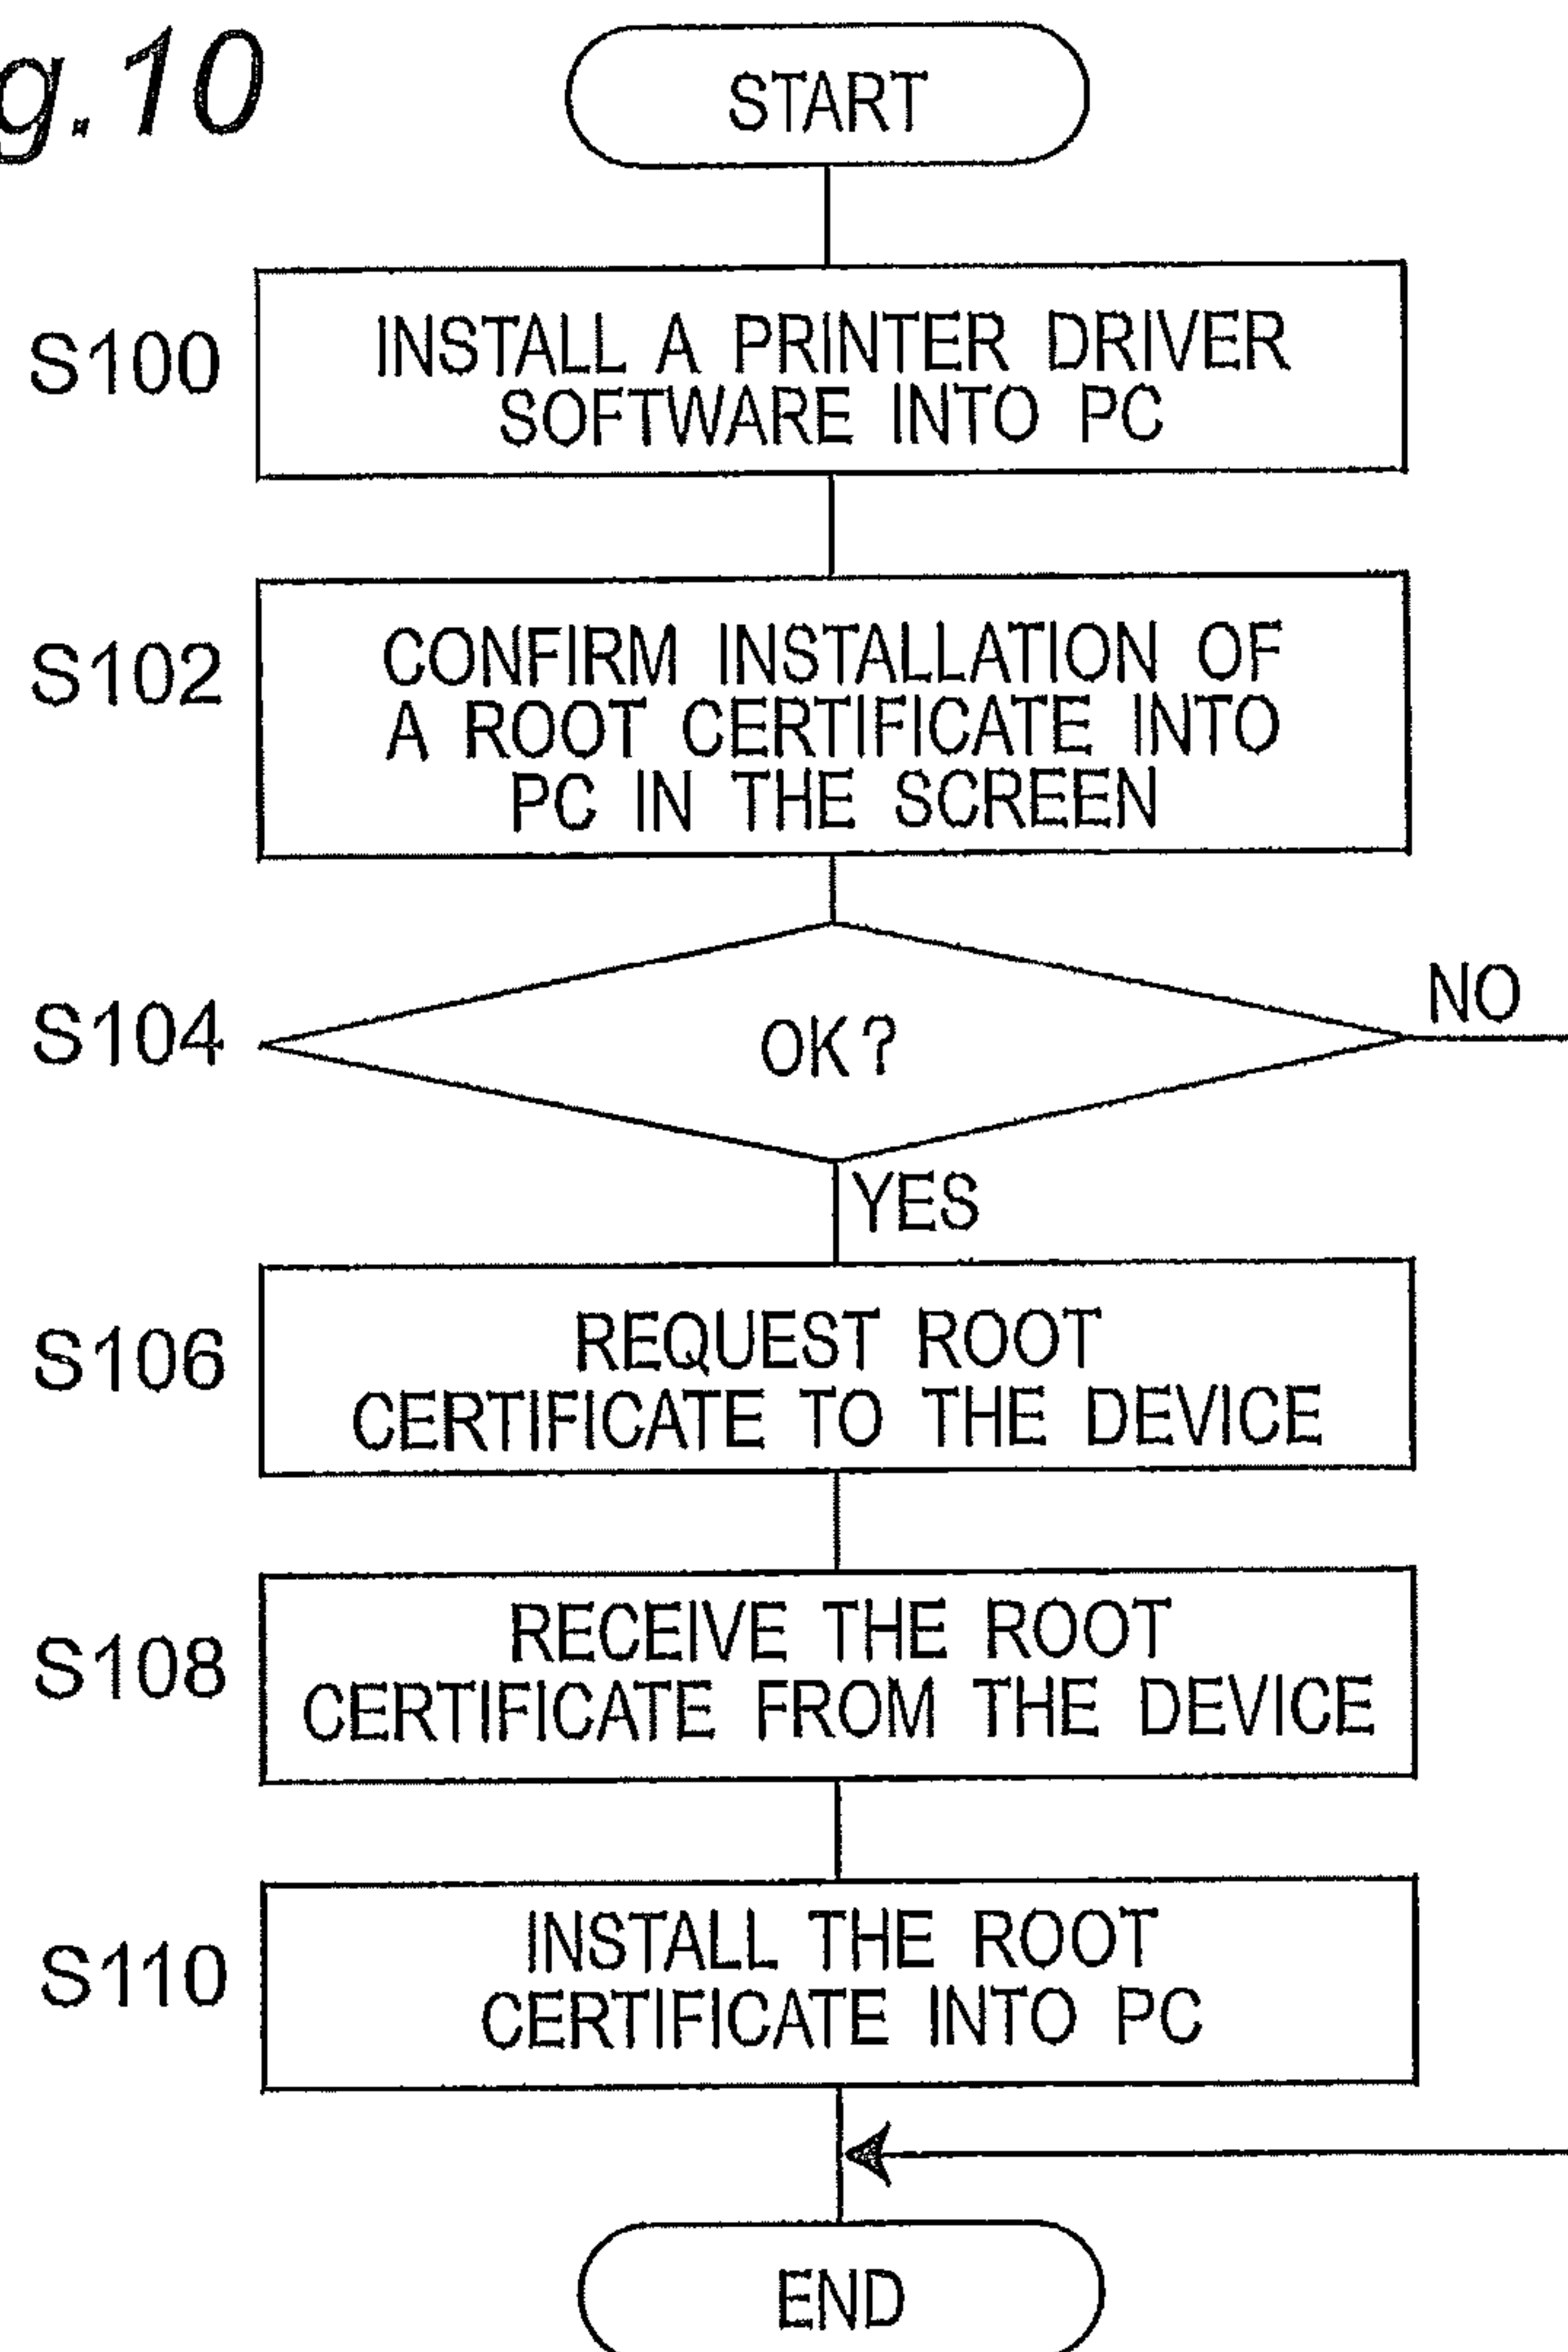 g.10
START
S100
INSTALL A PRINTER DRIVER
SOFTWARE INTO PC
S102
CONFIRM INSTALLATION OF
A ROOT CERTIFICATE INTO
PC IN THE SCREEN
S104
OK?
NO
YES
S106
REQUEST ROOT
CERTIFICATE TO THE DEVICE
S108
RECEIVE THE ROOT
CERTIFICATE FROM THE DEVICE
S110
INSTALL THE ROOT
CERTIFICATE INTO PC
END